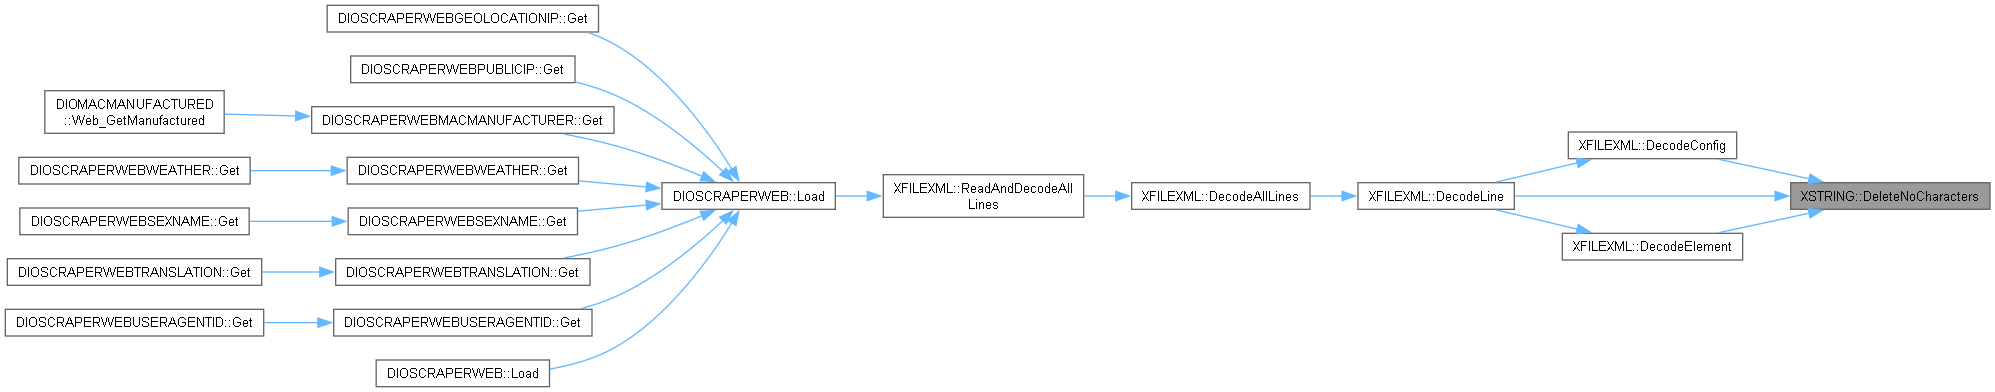 DIOSCRAPERWEBGEOLOCATIONIP::Get
DIOSCRAPERWEBPUBLICIP::Get
DIOMACMANUFACTURED
::Web_GetManufactured
DIOSCRAPERWEBMACMANUFACTURER::Get
DIOSCRAPERWEBWEATHER::Get
DIOSCRAPERWEBWEATHER::Get
DIOSCRAPERWEBSEXNAME::Get
DIOSCRAPERWEBSEXNAME::Get
DIOSCRAPERWEBTRANSLATION::Get
DIOSCRAPERWEBTRANSLATION::Get
DIOSCRAPERWEBUSERAGENTID::Get
DIOSCRAPERWEBUSERAGENTID::Get
DIOSCRAPERWEB::Load
DIOSCRAPERWEB::Load
XFILEXML::ReadAndDecodeAll
Lines
XFILEXML::DecodeAllLines
XFILEXML::DecodeLine
XFILEXML::DecodeConfig
XFILEXML::DecodeElement
XSTRING::DeleteNoCharacters